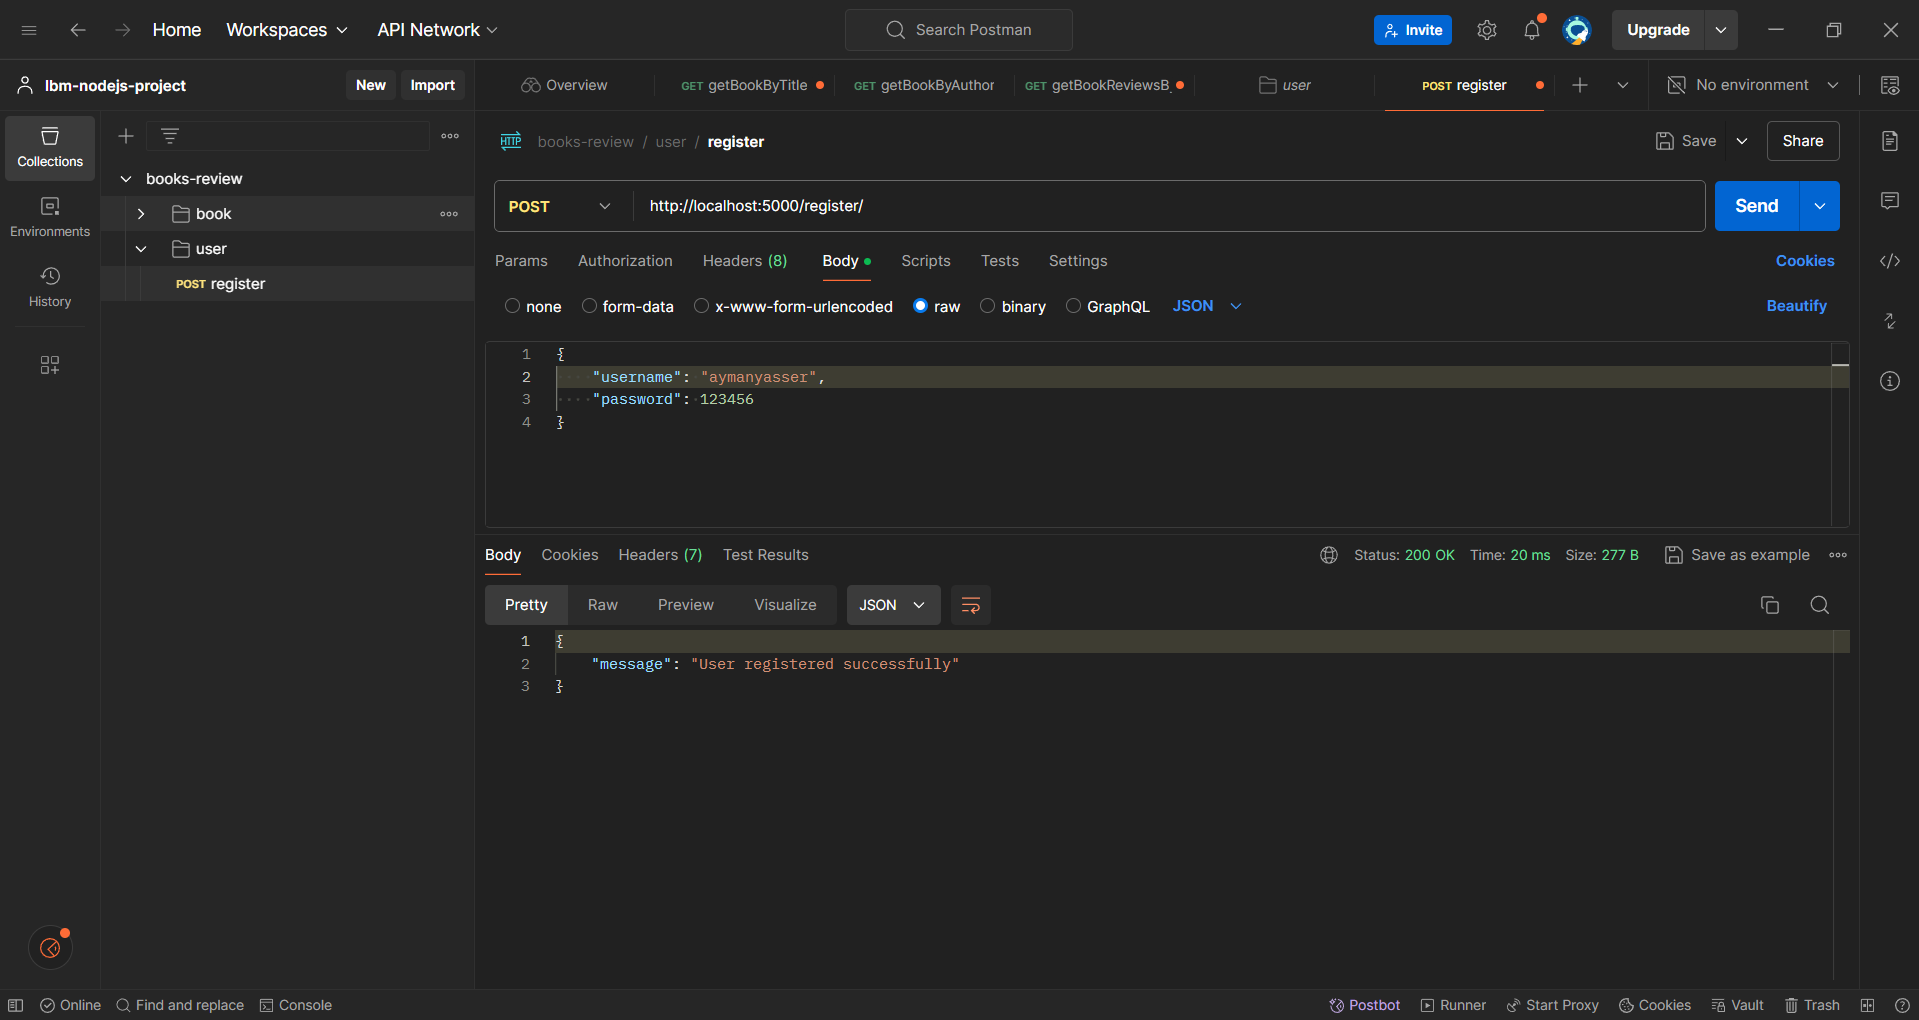 Home Workspaces API Network Search Postman Invite Upgrade
lbm-nodejs-project New Import
Overview GET getBookByTitle GET getBookByAuthor GET getBookReviewsB user POST register No environment
Collections
Environments
History
books-review
book
user
POST register
HTTP books-review / user / register Save Share
POST http://localhost:5000/register/ Send
Params Authorization Headers (8) Body Scripts Tests Settings Cookies
none form-data x-www-form-urlencoded raw binary GraphQL JSON Beautify
1 {
2 "username": "aymanyasser",
3 "password": 123456
4 }
Body Cookies Headers (7) Test Results Status: 200 OK Time: 20 ms Size: 277 B Save as example
Pretty Raw Preview Visualize JSON
1 {
2 "message": "User registered successfully"
3 }
Online Find and replace Console Postbot Runner Start Proxy Cookies Vault Trash